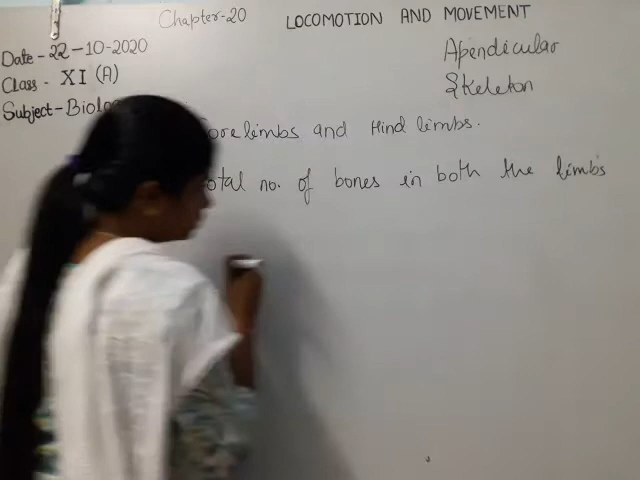 Chapter-20 LOCOMOTION AND MOVEMENT
Date - 22-10-2020
Class - XI (A)
Subject-Biolo
Apendicular
Skeleton
orelimbs and Hind limbs.
otal no. of bones in both the limbs